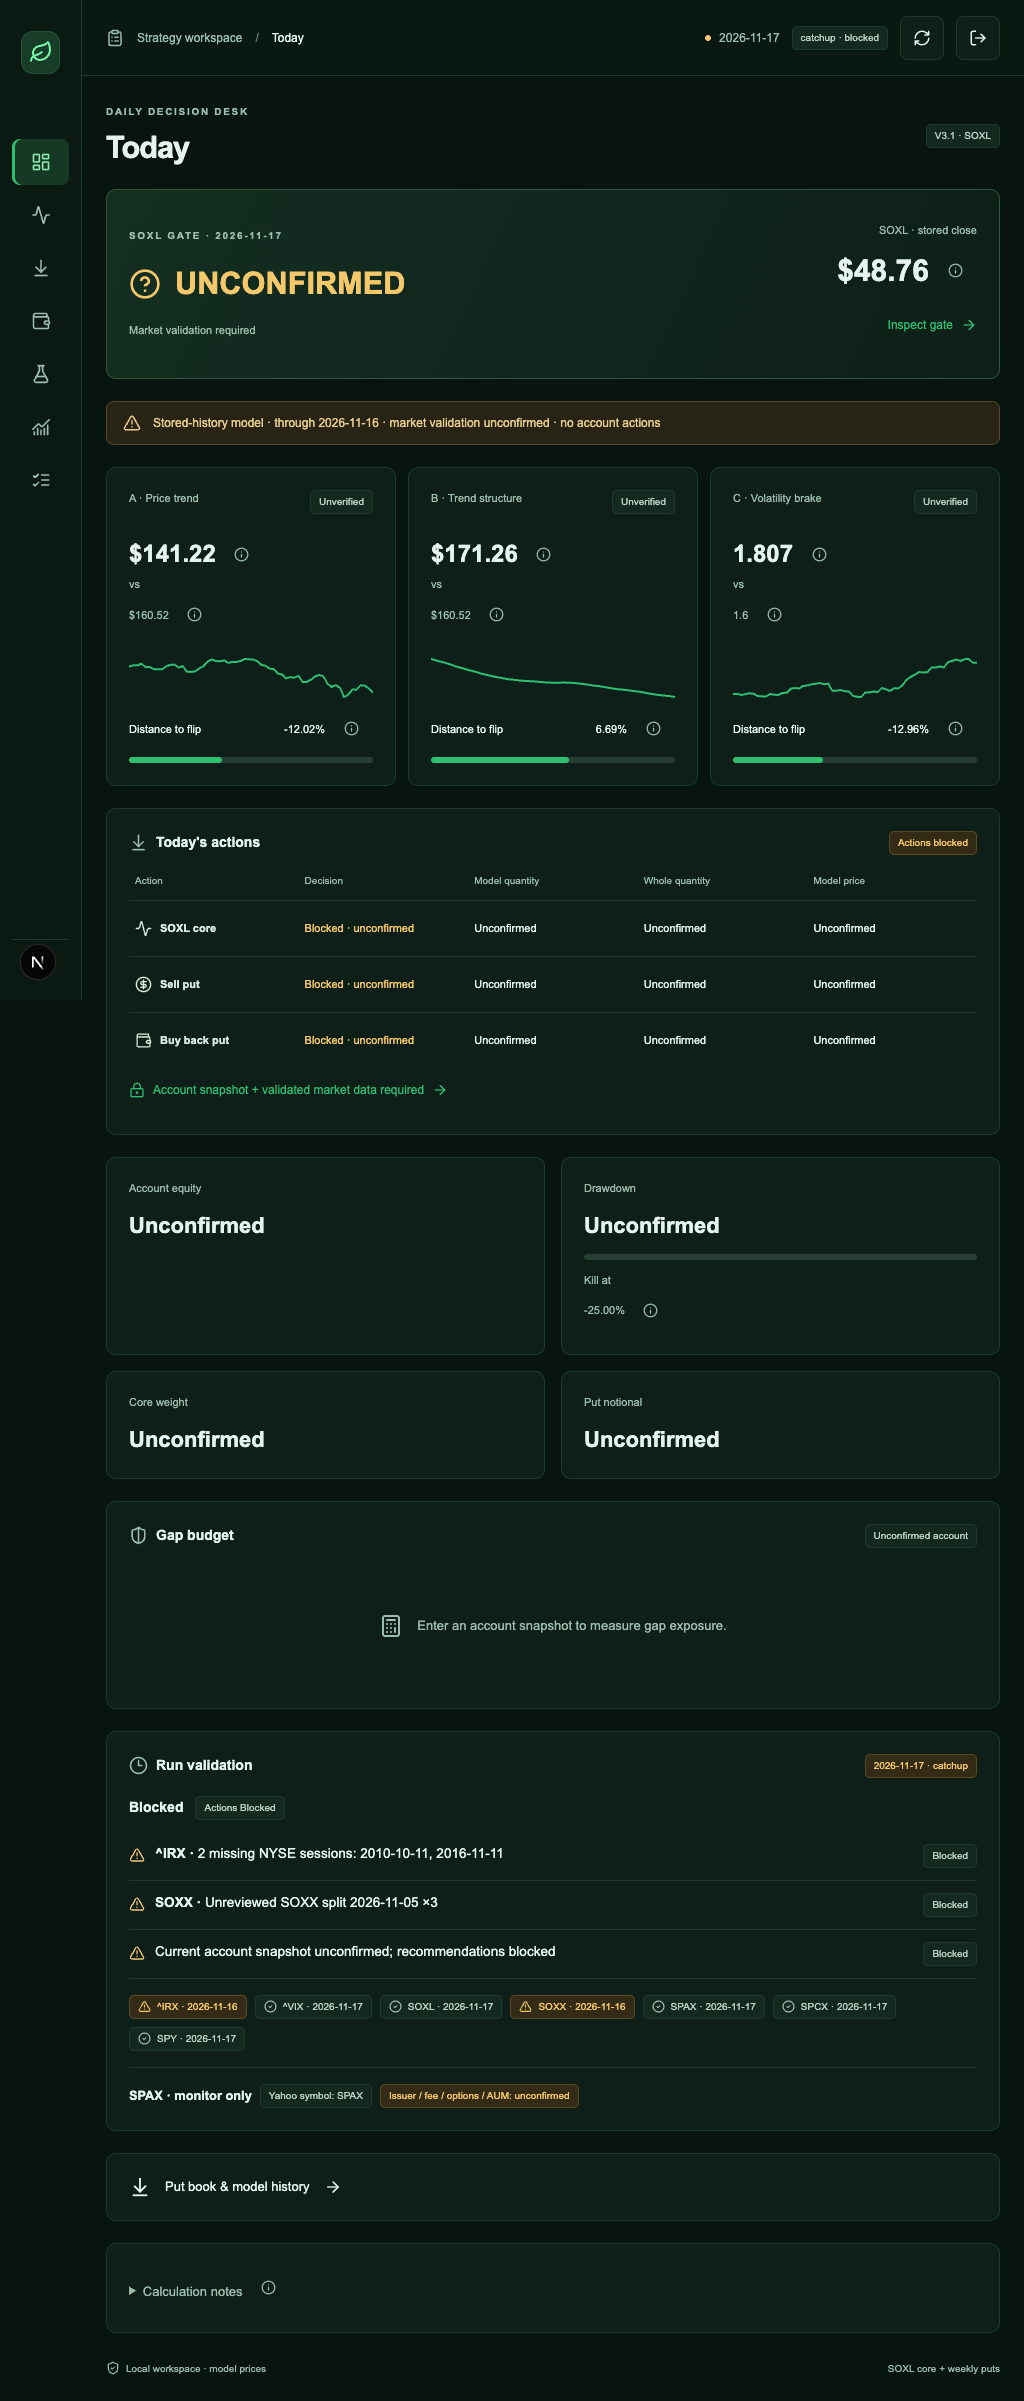 Strategy workspace / Today
2026-11-17
catchup · blocked
DAILY DECISION DESK
Today
V3.1 · SOXL
SOXL GATE · 2026-11-17
UNCONFIRMED
Market validation required
SOXL · stored close
$48.76
Inspect gate
Stored-history model · through 2026-11-16 · market validation unconfirmed · no account actions
A · Price trend
Unverified
$141.22
vs
$160.52
Distance to flip
-12.02%
B · Trend structure
Unverified
$171.26
vs
$160.52
Distance to flip
6.69%
C · Volatility brake
Unverified
1.807
vs
1.6
Distance to flip
-12.96%
Today's actions
Actions blocked
Action Decision Model quantity Whole quantity Model price
SOXL core Blocked · unconfirmed Unconfirmed Unconfirmed Unconfirmed
Sell put Blocked · unconfirmed Unconfirmed Unconfirmed Unconfirmed
Buy back put Blocked · unconfirmed Unconfirmed Unconfirmed Unconfirmed
N
Account snapshot + validated market data required
Account equity
Unconfirmed
Drawdown
Unconfirmed
Kill at
-25.00%
Core weight
Unconfirmed
Put notional
Unconfirmed
Gap budget
Unconfirmed account
Enter an account snapshot to measure gap exposure.
Run validation
2026-11-17 · catchup
Blocked
Actions Blocked
^IRX · 2 missing NYSE sessions: 2010-10-11, 2016-11-11
Blocked
SOXX · Unreviewed SOXX split 2026-11-05 ×3
Blocked
Current account snapshot unconfirmed; recommendations blocked
Blocked
^IRX · 2026-11-16
^VIX · 2026-11-17
SOXL · 2026-11-17
SOXX · 2026-11-16
SPAX · 2026-11-17
SPCX · 2026-11-17
SPY · 2026-11-17
SPAX · monitor only
Yahoo symbol: SPAX
Issuer / fee / options / AUM: unconfirmed
Put book & model history
Calculation notes
Local workspace · model prices
SOXL core + weekly puts